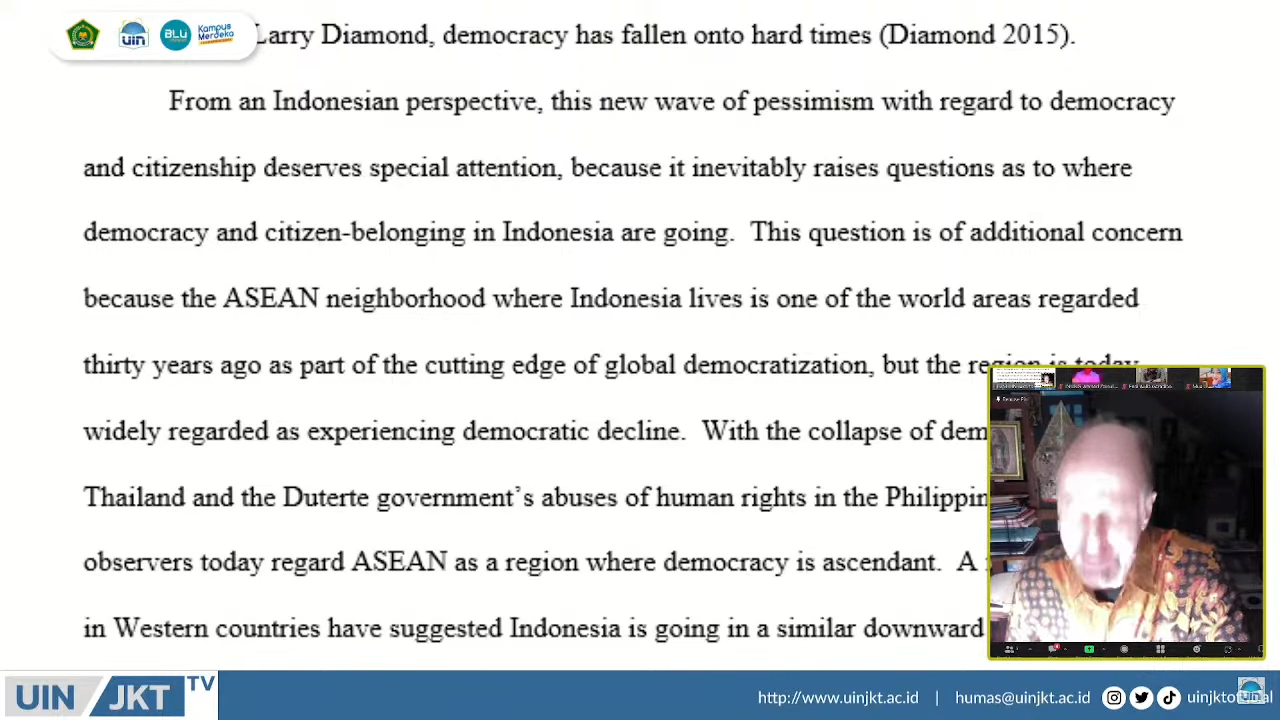 Kampus
Merdeka
uin
BLU
Larry Diamond, democracy has fallen onto hard times (Diamond 2015).
From an Indonesian perspective, this new wave of pessimism with regard to democracy
and citizenship deserves special attention, because it inevitably raises questions as to where
democracy and citizen-belonging in Indonesia are going. This question is of additional concern
because the ASEAN neighborhood where Indonesia lives is one of the world areas regarded
thirty years ago as part of the cutting edge of global democratization, but the region is today
widely regarded as experiencing democratic decline. With the collapse of dem
Thailand and the Duterte government's abuses of human rights in the Philippin
observers today regard ASEAN as a region where democracy is ascendant. A
in Western countries have suggested Indonesia is going in a similar downward
UIN JKT TV
http://www.uinjkt.ac.id | humas@uinjkt.ac.id